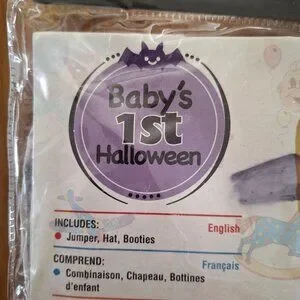 Baby's
1st
Halloween
INCLUDES: English
Jumper, Hat, Booties
COMPREND: Français
Combinaison, Chapeau, Bottines
d'enfant